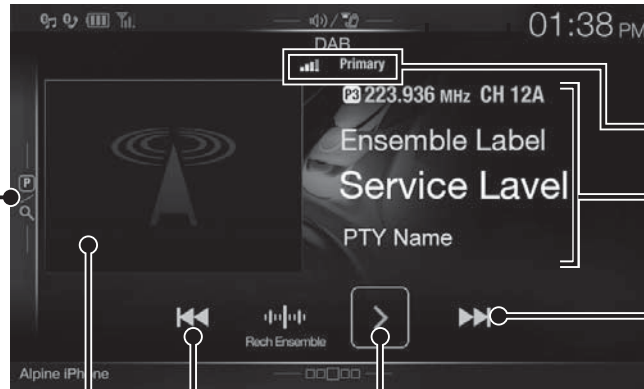 01:38 PM
DAB
Primary
P3 223.936 MHz CH 12A
Ensemble Label
Service Lavel
P
PTY Name
Rech Ensemble
Alpine iPhone